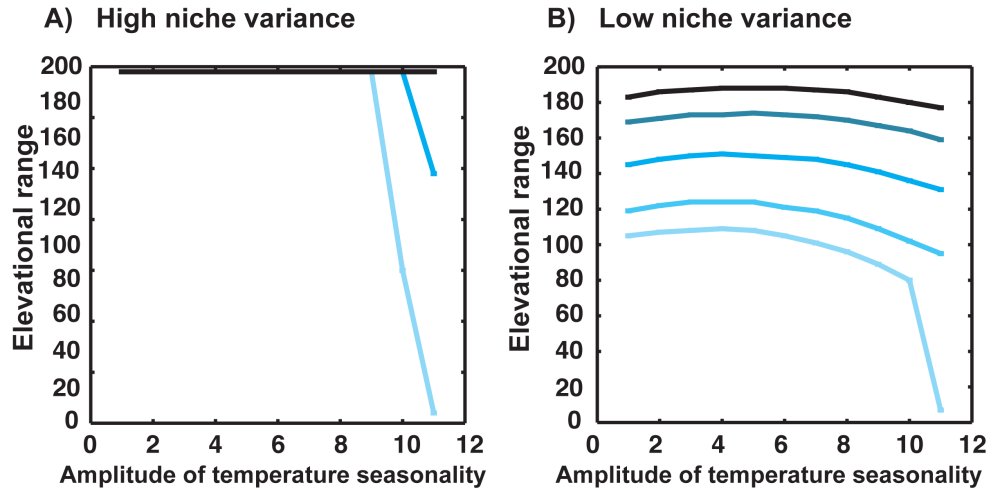 A) High niche variance
Elevational range
200
180
160
140
120
100
80
60
40
20
0
0 2 4 6 8 10 12
Amplitude of temperature seasonality
B) Low niche variance
Elevational range
200
180
160
140
120
100
80
60
40
20
0
0 2 4 6 8 10 12
Amplitude of temperature seasonality